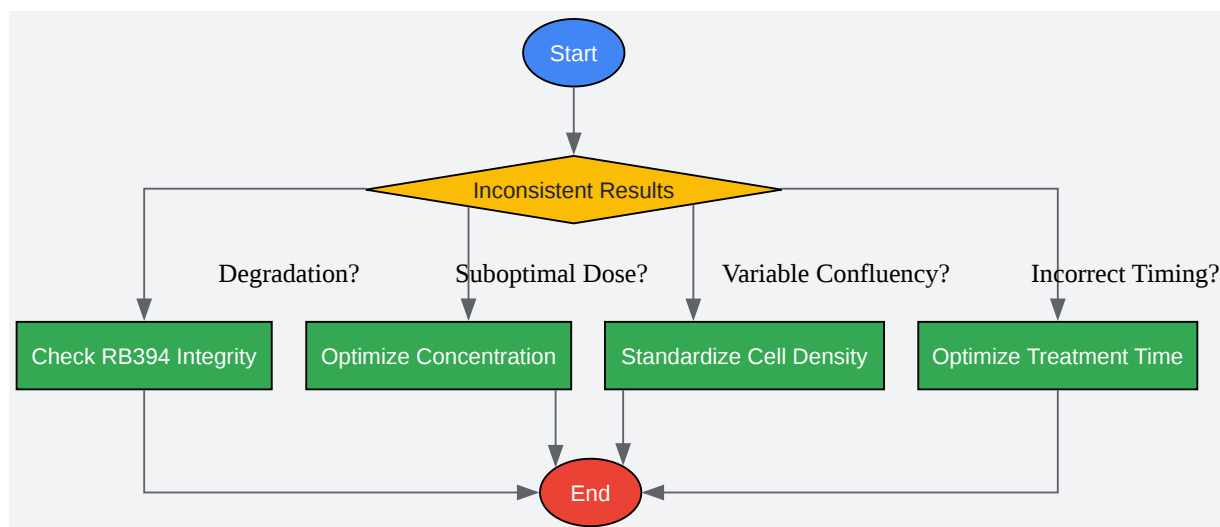 Start
Inconsistent Results
Degradation?
Suboptimal Dose?
Variable Confluency?
Incorrect Timing?
Check RB394 Integrity
Optimize Concentration
Standardize Cell Density
Optimize Treatment Time
End